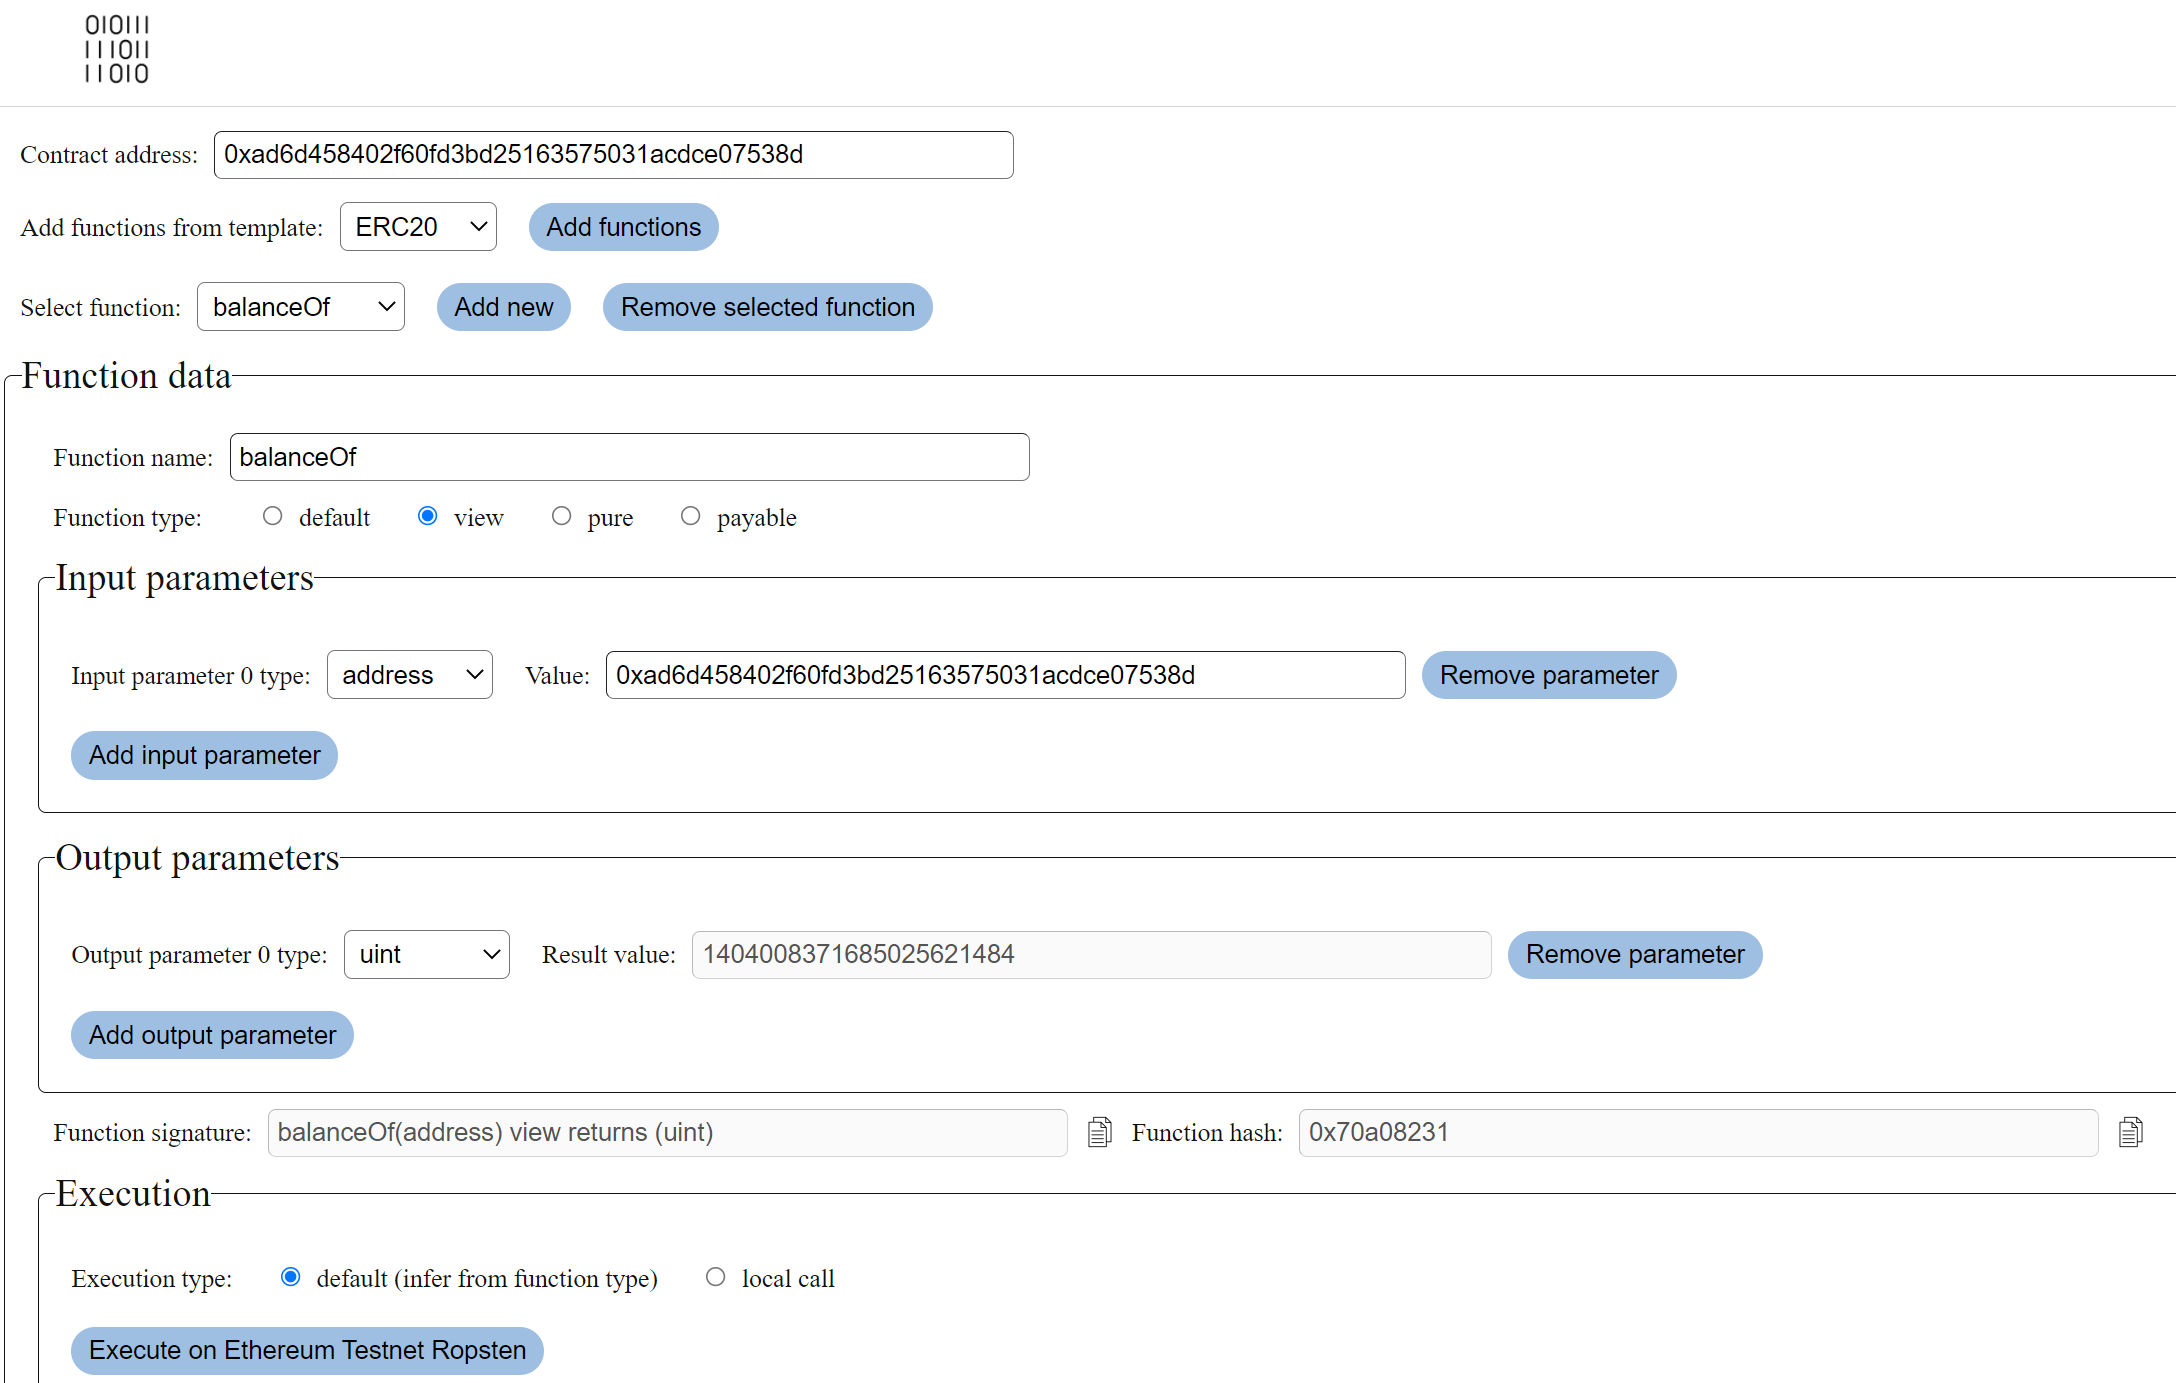 010111
111011
11010
Contract address: 0xad6d458402f60fd3bd25163575031acdce07538d
Add functions from template: ERC20 Add functions
Select function: balanceOf Add new Remove selected function
Function data
Function name: balanceOf
Function type: default view pure payable
Input parameters
Input parameter 0 type: address Value: 0xad6d458402f60fd3bd25163575031acdce07538d Remove parameter
Add input parameter
Output parameters
Output parameter 0 type: uint Result value: 1404008371685025621484 Remove parameter
Add output parameter
Function signature: balanceOf(address) view returns (uint) Function hash: 0x70a08231
Execution
Execution type: default (infer from function type) local call
Execute on Ethereum Testnet Ropsten